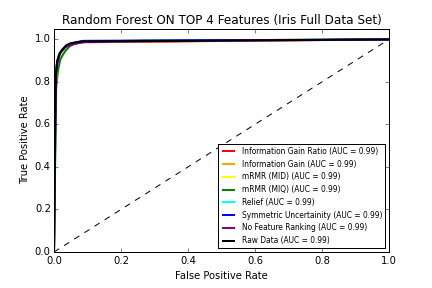 Random Forest ON TOP 4 Features (Iris Full Data Set)
1.0
0.8
0.6
0.4
0.2
0.0
True Positive Rate
Information Gain Ratio (AUC = 0.99)
Information Gain (AUC = 0.99)
mRMR (MID) (AUC = 0.99)
mRMR (MIQ) (AUC = 0.99)
Relief (AUC = 0.99)
Symmetric Uncertainity (AUC = 0.99)
No Feature Ranking (AUC = 0.99)
Raw Data (AUC = 0.99)
0.0 0.2 0.4 0.6 0.8 1.0
False Positive Rate